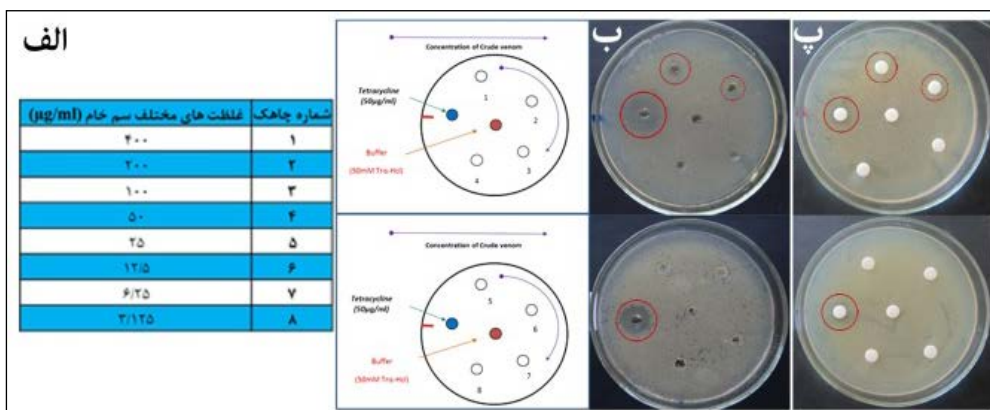 الف
شماره چاهک غلظت های مختلف سم خام (µg/ml)
۱ ۴۰۰
۲ ۲۰۰
۳ ۱۰۰
۴ ۵۰
۵ ۲۵
۶ ۱۲/۵
۷ ۶/۲۵
۸ ۳/۱۲۵
Concentration of Crude venom
Tetracycline
(50µg/ml)
1
2
3
4
Buffer
(50mM Tris-Hcl)
Concentration of Crude venom
Tetracycline
(50µg/ml)
5
6
7
8
Buffer
(50mM Tris-Hcl)
ب
پ